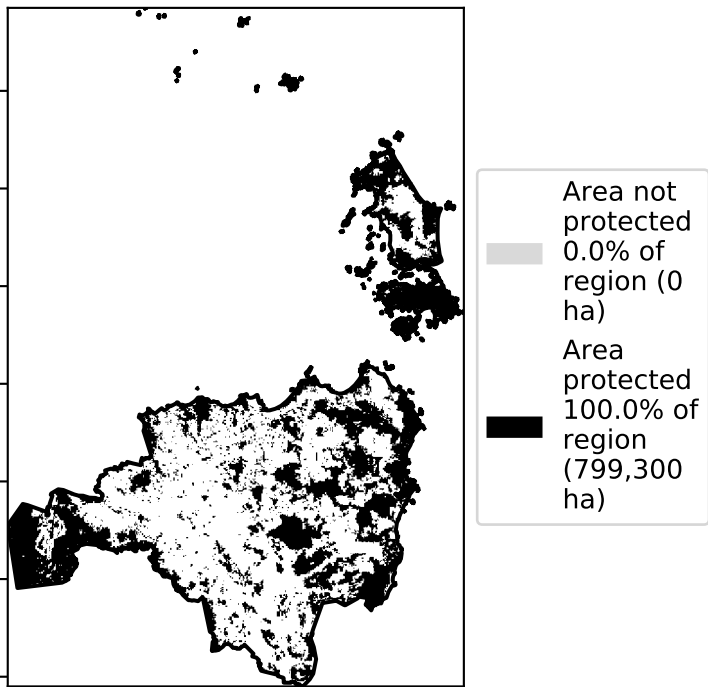 Area not
protected
0.0% of
region (0
ha)
Area
protected
100.0% of
region
(799,300
ha)